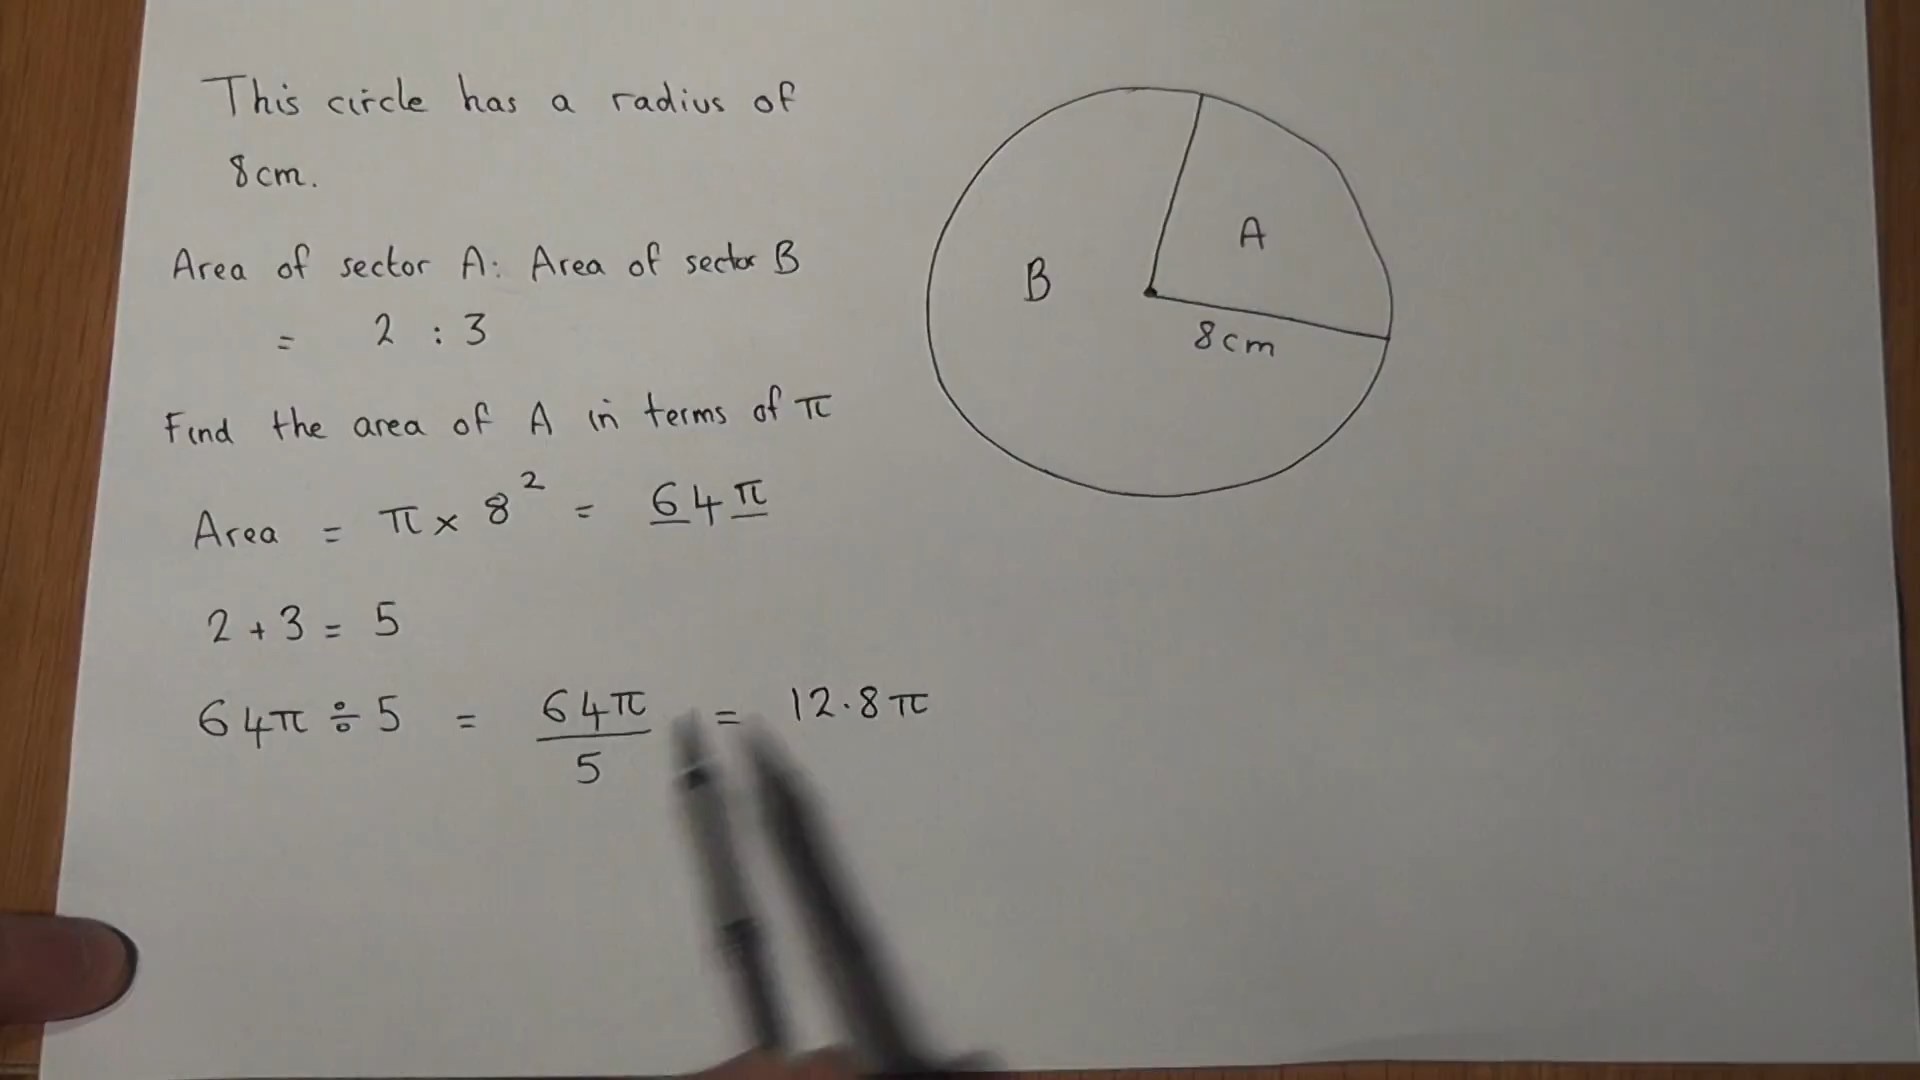 This circle has a radius of
8cm.
Area of sector A: Area of sector B
= 2 : 3
Find the area of A in terms of π
Area = π × 8² = 64π
2 + 3 = 5
64π ÷ 5 = 64π/5 = 12.8π
B
A
8cm